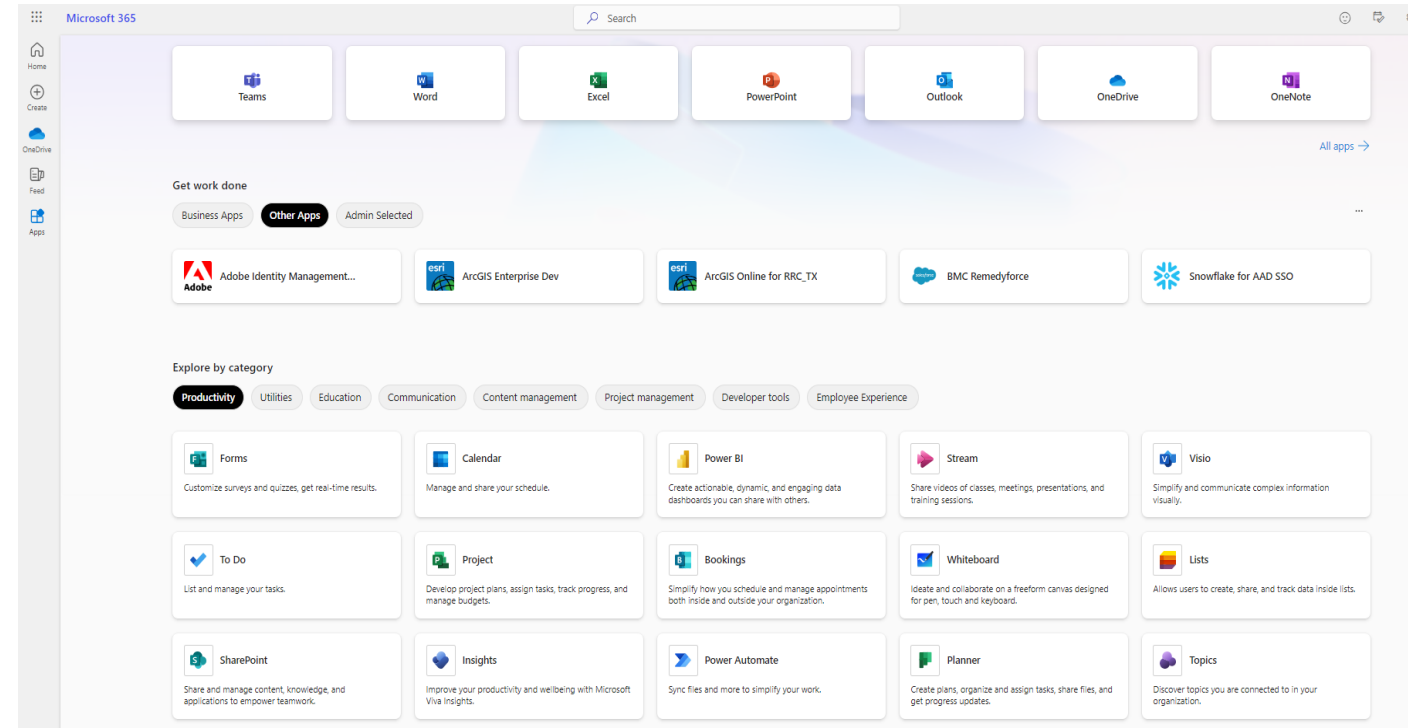 Microsoft 365
Search
Home
Create
OneDrive
Feed
Apps
Teams
Word
Excel
PowerPoint
Outlook
OneDrive
OneNote
All apps
Get work done
Business Apps
Other Apps
Admin Selected
...
Adobe
Adobe Identity Management...
esri
ArcGIS Enterprise Dev
esri
ArcGIS Online for RRC_TX
salesforce
BMC Remedyforce
Snowflake for AAD SSO
Explore by category
Productivity
Utilities
Education
Communication
Content management
Project management
Developer tools
Employee Experience
Forms
Customize surveys and quizzes, get real-time results.
Calendar
Manage and share your schedule.
Power BI
Create actionable, dynamic, and engaging data
dashboards you can share with others.
Stream
Share videos of classes, meetings, presentations, and
training sessions.
Visio
Simplify and communicate complex information
visually.
To Do
List and manage your tasks.
Project
Develop project plans, assign tasks, track progress, and
manage budgets.
Bookings
Simplify how you schedule and manage appointments
both inside and outside your organization.
Whiteboard
Ideate and collaborate on a freeform canvas designed
for pen, touch and keyboard.
Lists
Allows users to create, share, and track data inside lists.
SharePoint
Share and manage content, knowledge, and
applications to empower teamwork.
Insights
Improve your productivity and wellbeing with Microsoft
Viva Insights.
Power Automate
Sync files and more to simplify your work.
Planner
Create plans, organize and assign tasks, share files, and
get progress updates.
Topics
Discover topics you are connected to in your
organization.